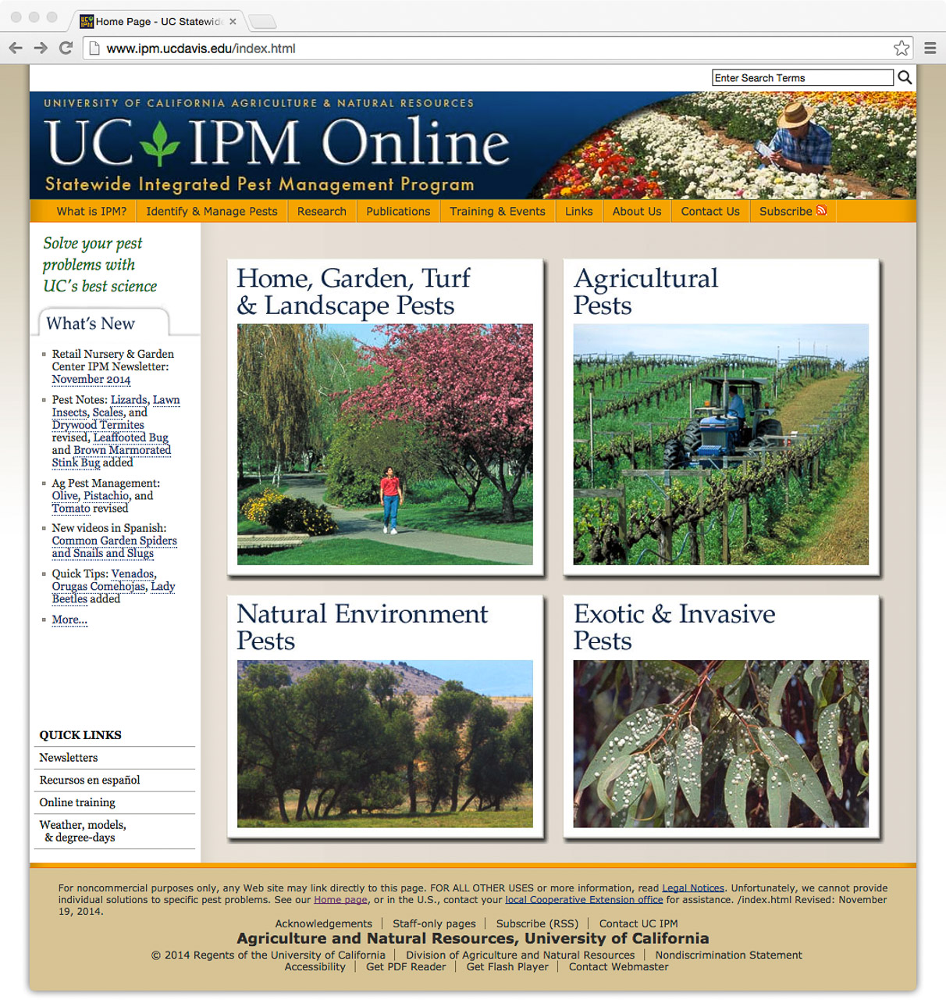 UC IPM
Home Page - UC Statewid
www.ipm.ucdavis.edu/index.html
Enter Search Terms
UNIVERSITY OF CALIFORNIA AGRICULTURE & NATURAL RESOURCES
UC IPM Online
Statewide Integrated Pest Management Program
What is IPM?
Identify & Manage Pests
Research
Publications
Training & Events
Links
About Us
Contact Us
Subscribe
Solve your pest
problems with
UC's best science
What's New
Retail Nursery & Garden
Center IPM Newsletter:
November 2014
Pest Notes: Lizards, Lawn
Insects, Scales, and
Drywood Termites
revised, Leaffooted Bug
and Brown Marmorated
Stink Bug added
Ag Pest Management:
Olive, Pistachio, and
Tomato revised
New videos in Spanish:
Common Garden Spiders
and Snails and Slugs
Quick Tips: Venados,
Orugas Comehojas, Lady
Beetles added
More...
QUICK LINKS
Newsletters
Recursos en español
Online training
Weather, models,
& degree-days
Home, Garden, Turf
& Landscape Pests
Agricultural
Pests
Natural Environment
Pests
Exotic & Invasive
Pests
For noncommercial purposes only, any Web site may link directly to this page. FOR ALL OTHER USES or more information, read Legal Notices. Unfortunately, we cannot provide
individual solutions to specific pest problems. See our Home page, or in the U.S., contact your local Cooperative Extension office for assistance. /index.html Revised: November
19, 2014.
Acknowledgements | Staff-only pages | Subscribe (RSS) | Contact UC IPM
Agriculture and Natural Resources, University of California
© 2014 Regents of the University of California | Division of Agriculture and Natural Resources | Nondiscrimination Statement
Accessibility | Get PDF Reader | Get Flash Player | Contact Webmaster